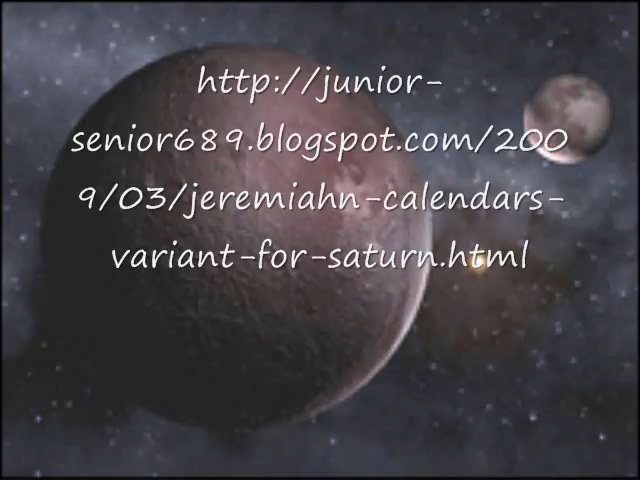 http://junior-
senior689.blogspot.com/200
9/03/jeremiahn-calendars-
variant-for-saturn.html